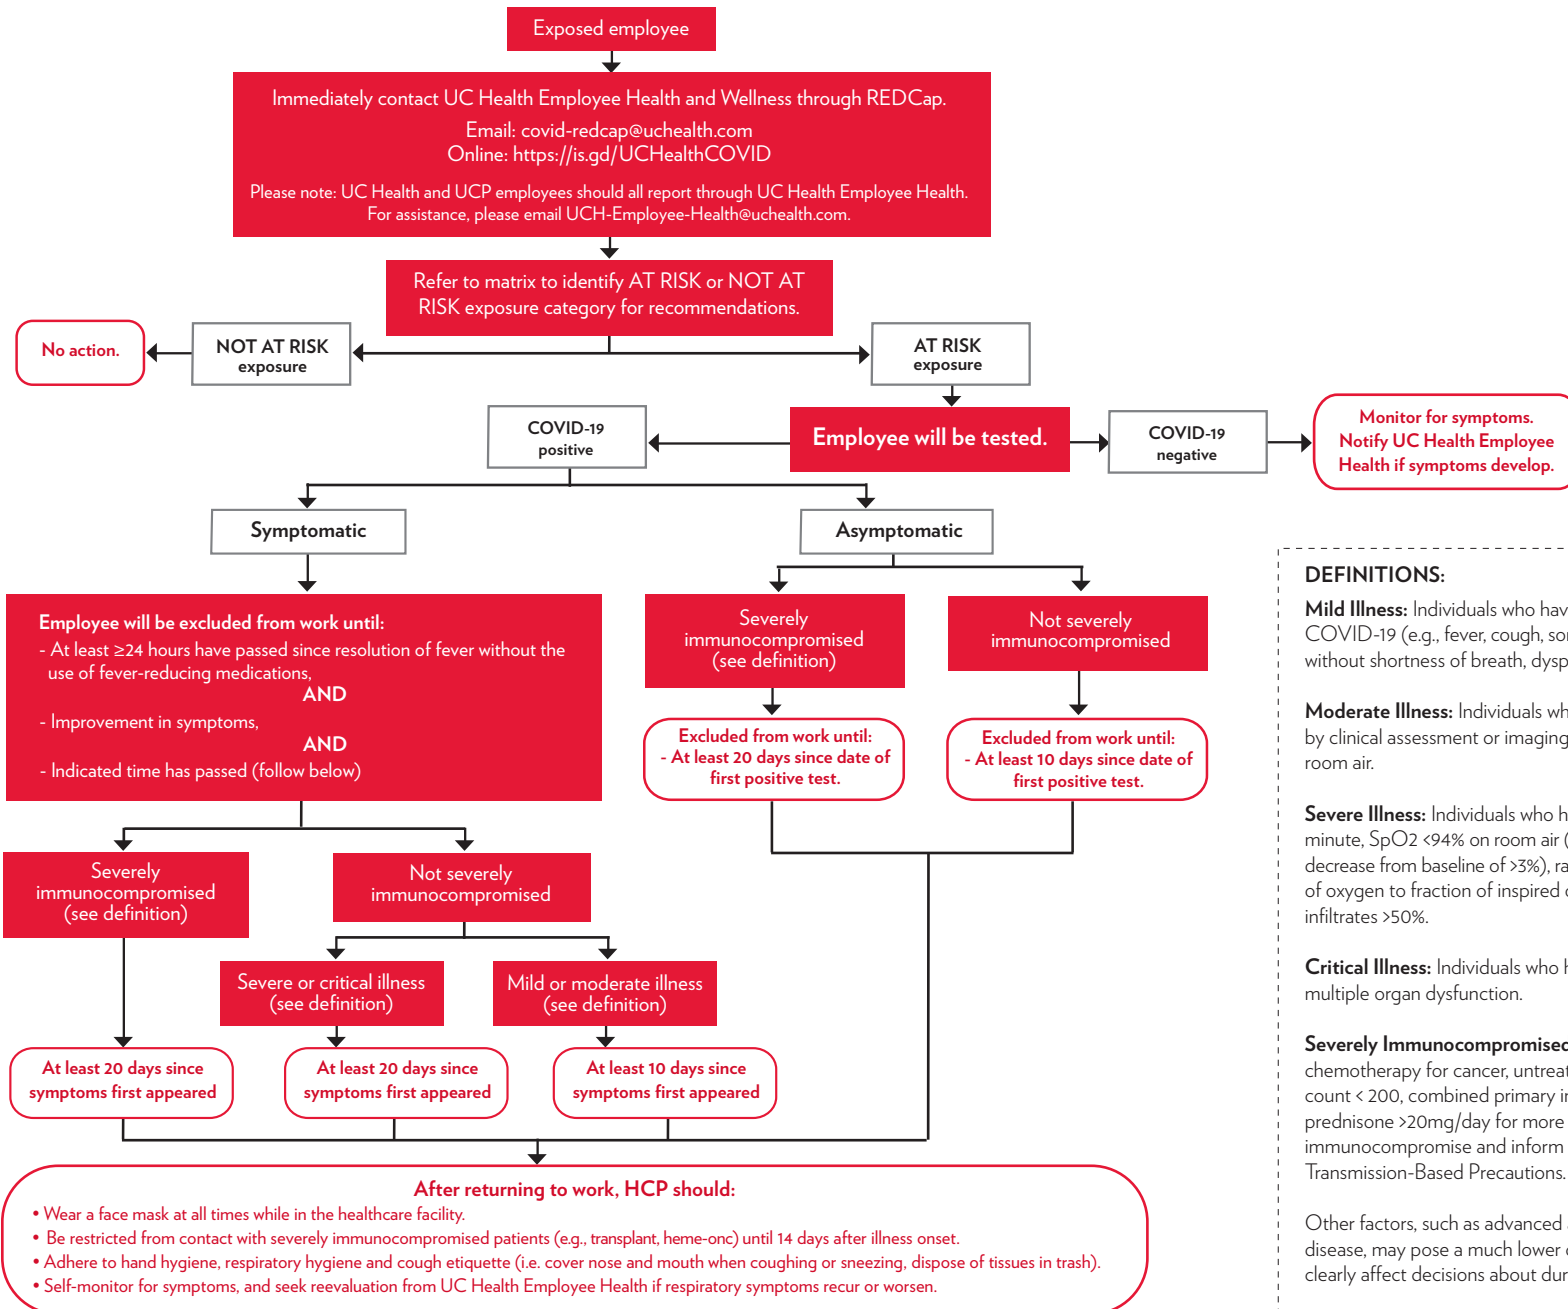 Exposed employee
Immediately contact UC Health Employee Health and Wellness through REDCap.
Email: covid-redcap@uchealth.com
Online: https://is.gd/UCHealthCOVID
Please note: UC Health and UCP employees should all report through UC Health Employee Health.
For assistance, please email UCH-Employee-Health@uchealth.com.
Refer to matrix to identify AT RISK or NOT AT
RISK exposure category for recommendations.
No action.
NOT AT RISK
exposure
AT RISK
exposure
COVID-19
positive
Employee will be tested.
COVID-19
negative
Monitor for symptoms.
Notify UC Health Employee
Health if symptoms develop.
Symptomatic
Asymptomatic
Employee will be excluded from work until:
- At least ≥24 hours have passed since resolution of fever without the
use of fever-reducing medications,
AND
- Improvement in symptoms,
AND
- Indicated time has passed (follow below)
Severely
immunocompromised
(see definition)
Not severely
immunocompromised
Excluded from work until:
- At least 20 days since date of
first positive test.
Excluded from work until:
- At least 10 days since date of
first positive test.
Severely
immunocompromised
(see definition)
Not severely
immunocompromised
Severe or critical illness
(see definition)
Mild or moderate illness
(see definition)
At least 20 days since
symptoms first appeared
At least 20 days since
symptoms first appeared
At least 10 days since
symptoms first appeared
After returning to work, HCP should:
• Wear a face mask at all times while in the healthcare facility.
• Be restricted from contact with severely immunocompromised patients (e.g., transplant, heme-onc) until 14 days after illness onset.
• Adhere to hand hygiene, respiratory hygiene and cough etiquette (i.e. cover nose and mouth when coughing or sneezing, dispose of tissues in trash).
• Self-monitor for symptoms, and seek reevaluation from UC Health Employee Health if respiratory symptoms recur or worsen.
DEFINITIONS:
Mild Illness: Individuals who hav
COVID-19 (e.g., fever, cough, so
without shortness of breath, dysp
Moderate Illness: Individuals wh
by clinical assessment or imaging
room air.
Severe Illness: Individuals who h
minute, SpO2 <94% on room air (
decrease from baseline of >3%), ra
of oxygen to fraction of inspired
infiltrates >50%.
Critical Illness: Individuals who h
multiple organ dysfunction.
Severely Immunocompromised
chemotherapy for cancer, untreat
count < 200, combined primary i
prednisone >20mg/day for more
immunocompromise and inform
Transmission-Based Precautions.
Other factors, such as advanced
disease, may pose a much lower
clearly affect decisions about dur